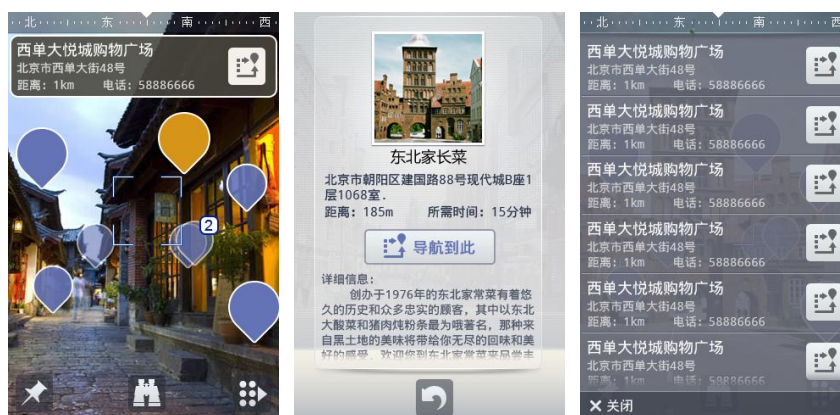 北 东 南 西
西单大悦城购物广场
北京市西单大街48号
距离: 1km 电话: 58886666
2
东北家长菜
北京市朝阳区建国路88号现代城B座1
层1068室.
距离: 185m 所需时间: 15分钟
导航到此
详细信息:
创办于1976年的东北家常菜有着悠
久的历史和众多忠实的顾客，其中以东北
大酸菜和猪肉炖粉条最为哦著名，那种来
自黑土地的美味将带给你无尽的回味和美
好的感受，欢迎您到东北家常菜来品尝丰
北 东 南 西
西单大悦城购物广场
北京市西单大街48号
距离: 1km 电话: 58886666
西单大悦城购物广场
北京市西单大街48号
距离: 1km 电话: 58886666
西单大悦城购物广场
北京市西单大街48号
距离: 1km 电话: 58886666
西单大悦城购物广场
北京市西单大街48号
距离: 1km 电话: 58886666
西单大悦城购物广场
北京市西单大街48号
距离: 1km 电话: 58886666
西单大悦城购物广场
北京市西单大街48号
距离: 1km 电话: 58886666
关闭